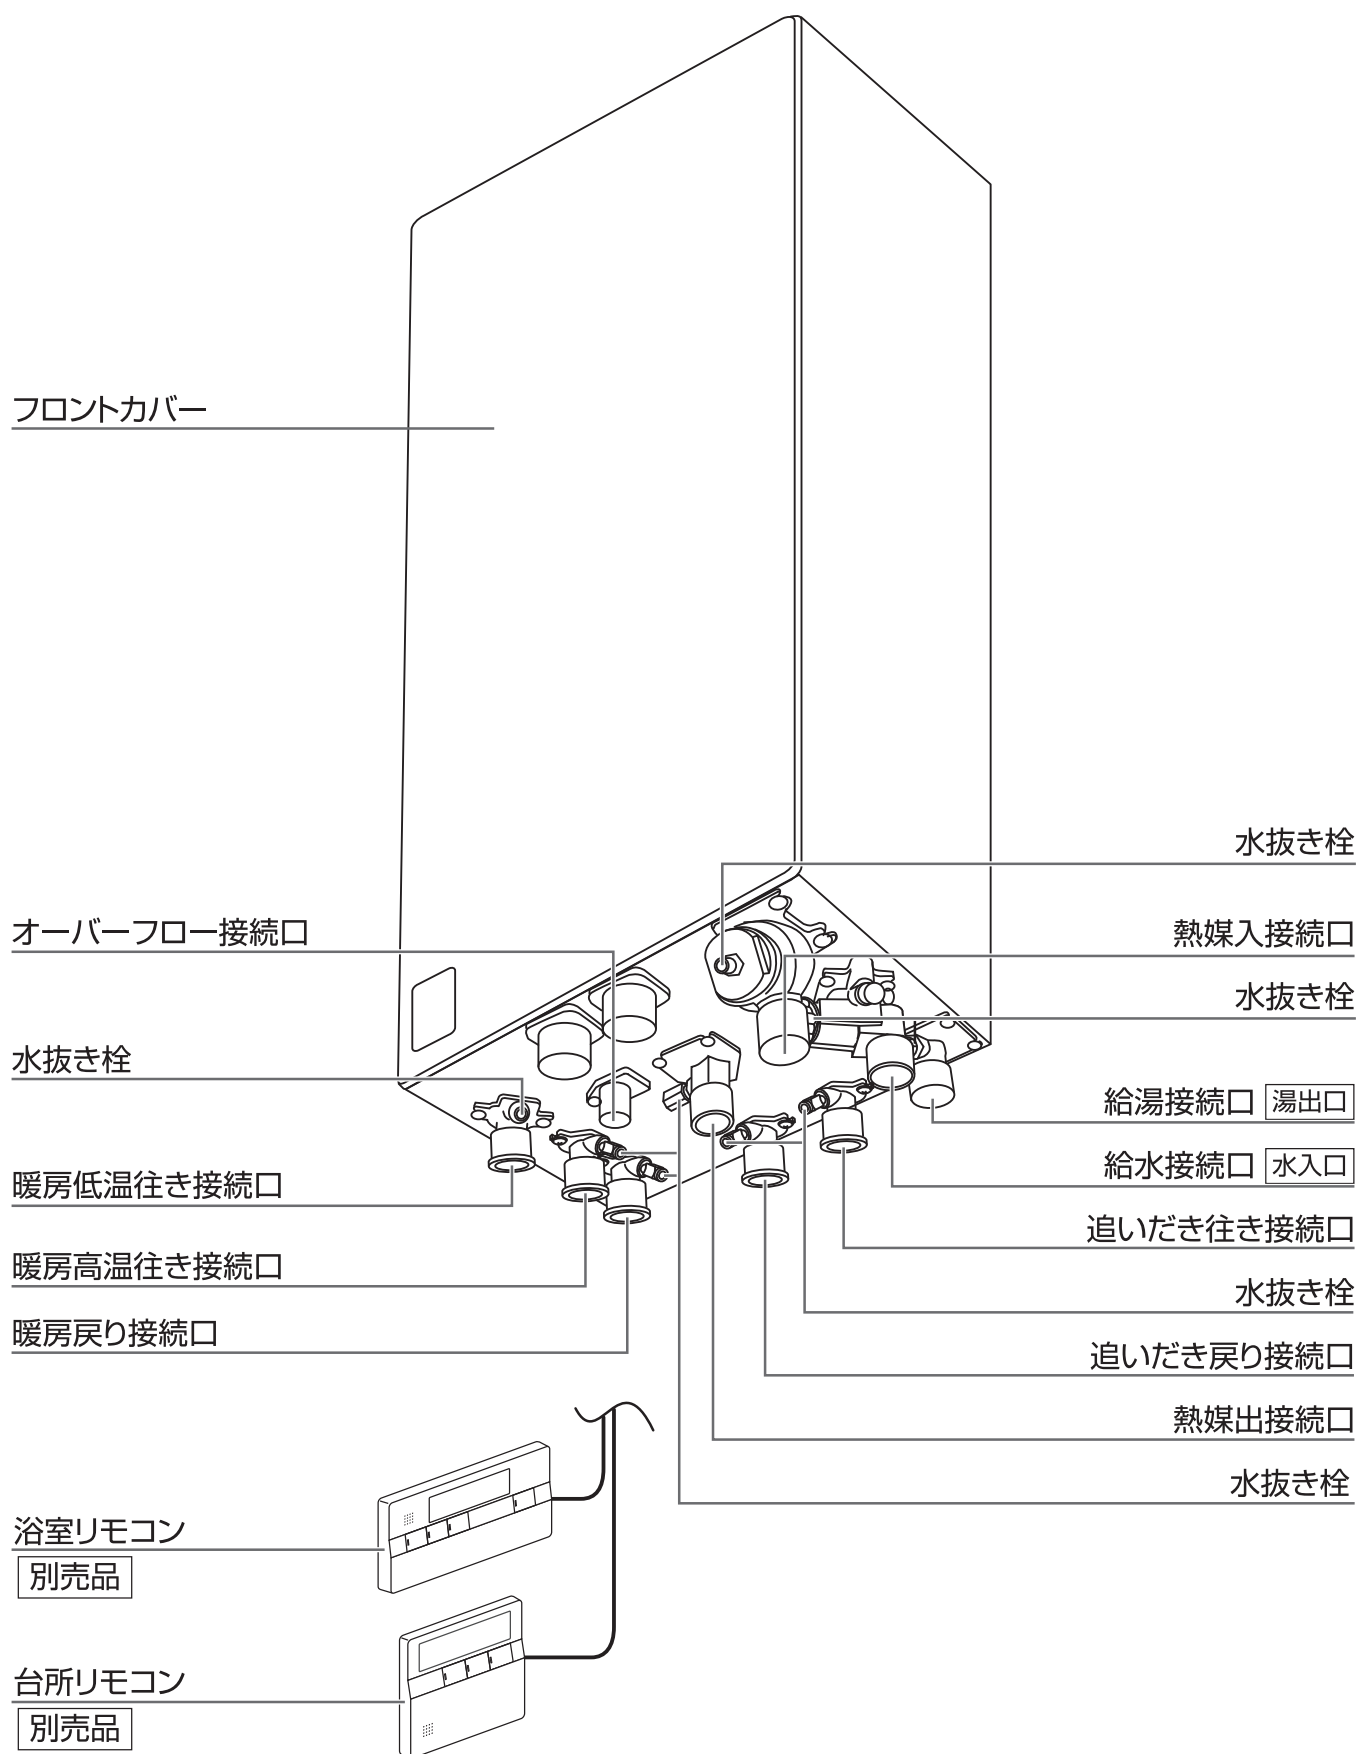 フロントカバー
オーバーフロー接続口
水抜き栓
暖房低温往き接続口
暖房高温往き接続口
暖房戻り接続口
浴室リモコン
別売品
台所リモコン
別売品
水抜き栓
熱媒入接続口
水抜き栓
給湯接続口 湯出口
給水接続口 水入口
追いだき往き接続口
水抜き栓
追いだき戻り接続口
熱媒出接続口
水抜き栓